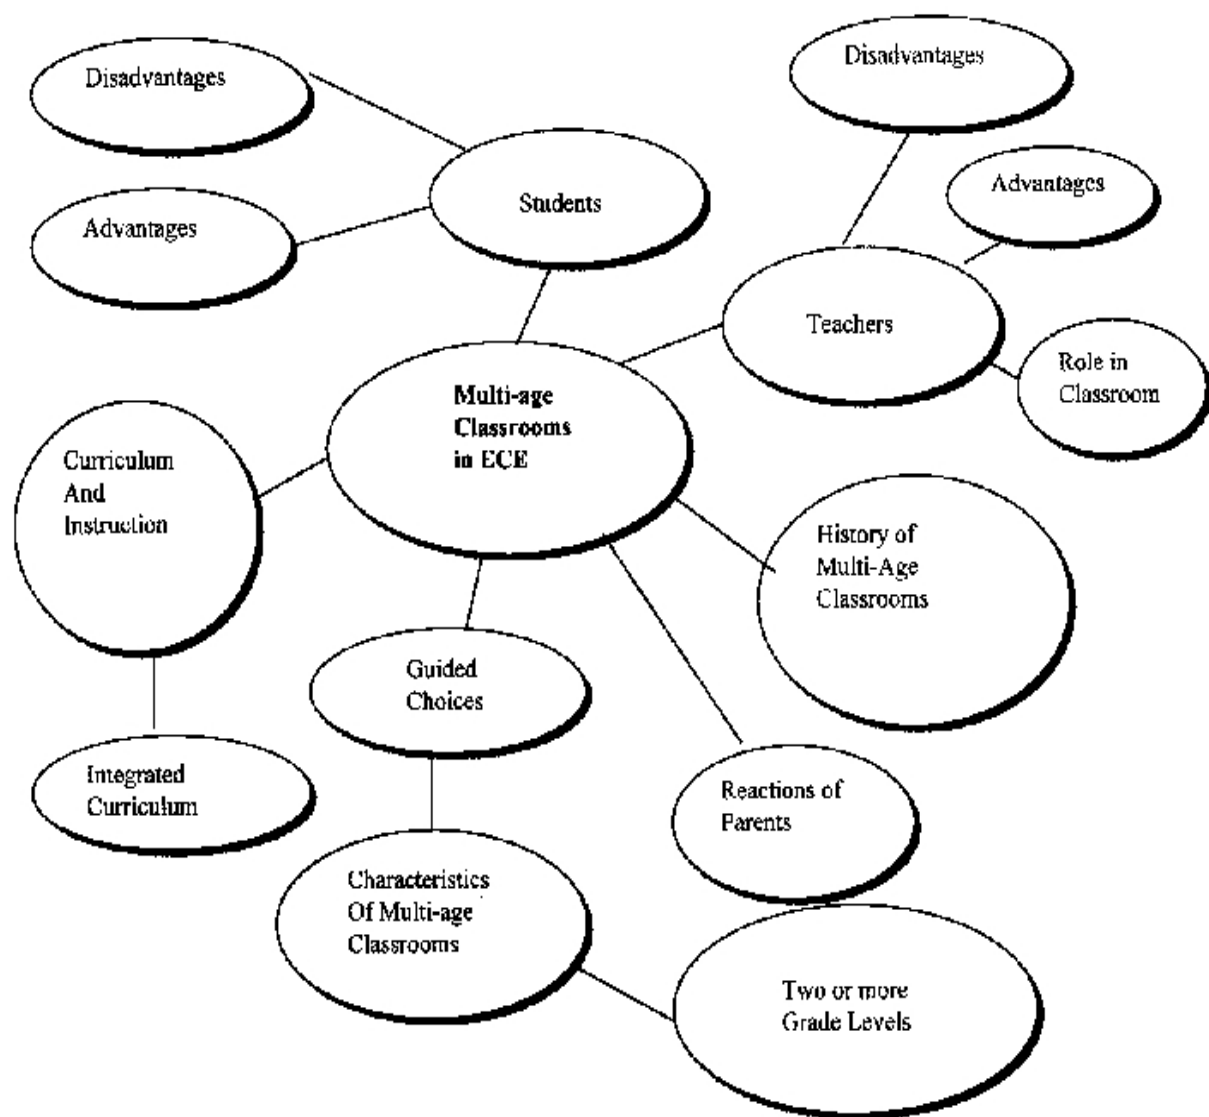 Disadvantages
Advantages
Students
Disadvantages
Advantages
Teachers
Role in
Classroom
Multi-age
Classrooms
in ECE
Curriculum
And
Instruction
History of
Multi-Age
Classrooms
Guided
Choices
Integrated
Curriculum
Reactions of
Parents
Characteristics
Of Multi-age
Classrooms
Two or more
Grade Levels